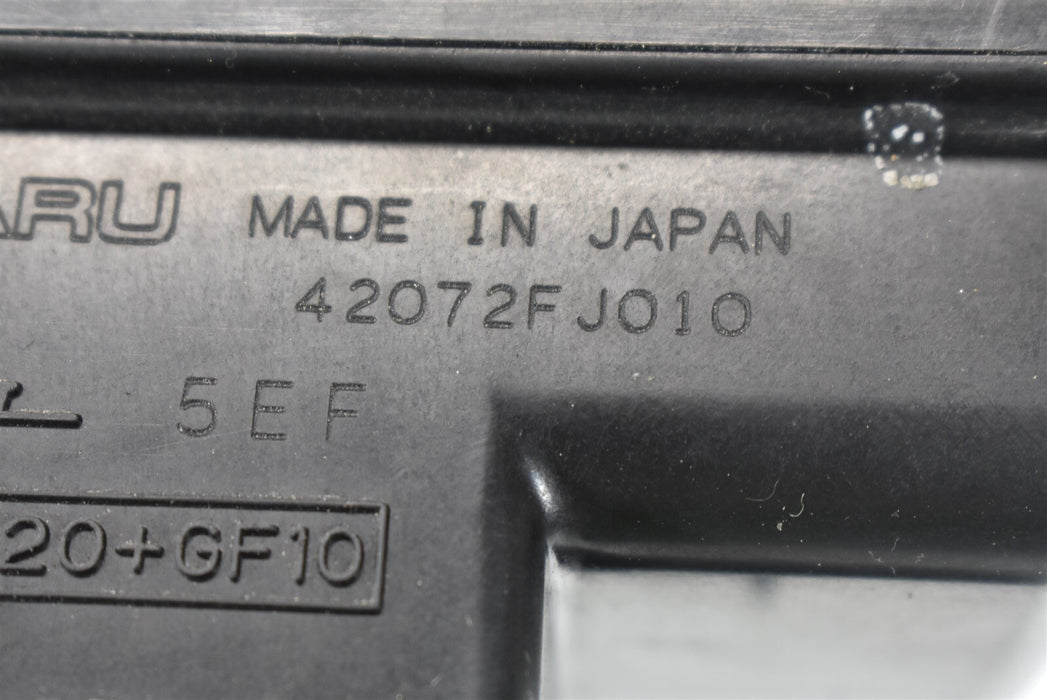 ARU MADE IN JAPAN
42072FJ010
5EF
20+GF10